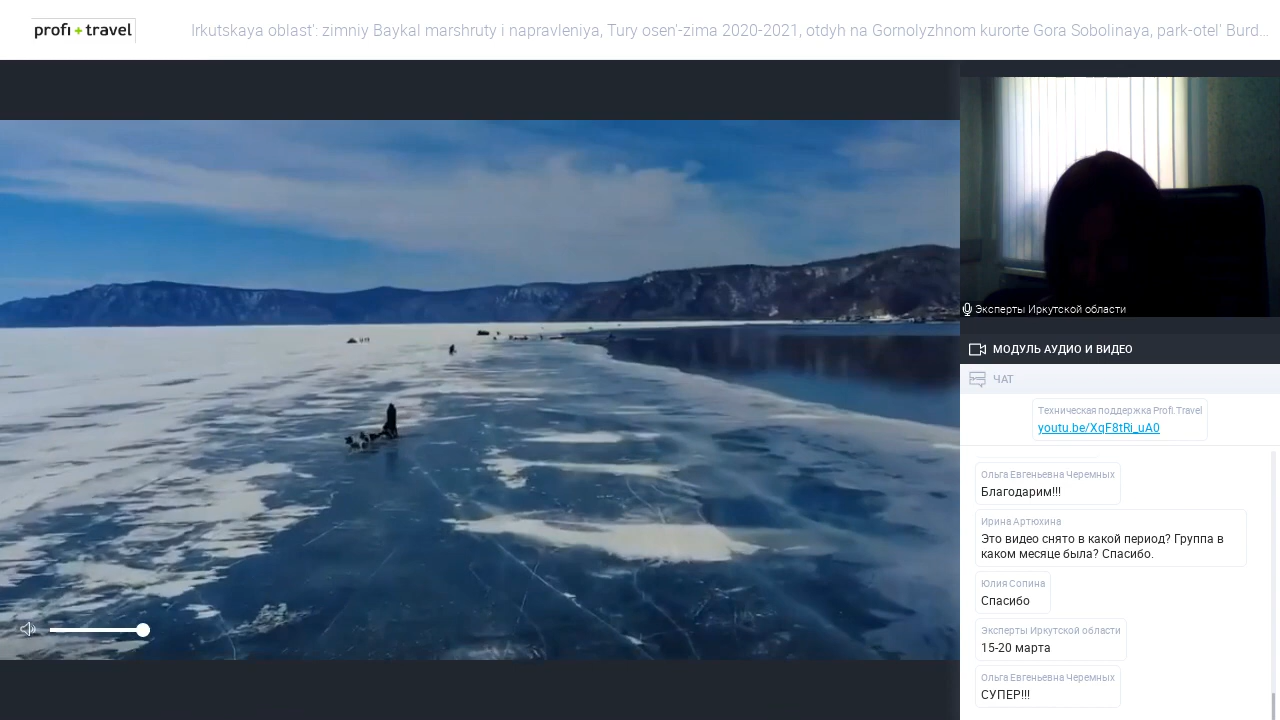 profi + travel
Irkutskaya oblast': zimniy Baykal marshruty i napravleniya, Tury osen'-zima 2020-2021, otdyh na Gornolyzhnom kurorte Gora Sobolinaya, park-otel' Burd...
Эксперты Иркутской области
МОДУЛЬ АУДИО И ВИДЕО
ЧАТ
Техническая поддержка Profi.Travel
youtu.be/XqF8tRi_uA0
Ольга Евгеньевна Черемных
Благодарим!!!
Ирина Артюхина
Это видео снято в какой период? Группа в
каком месяце была? Спасибо.
Юлия Сопина
Спасибо
Эксперты Иркутской области
15-20 марта
Ольга Евгеньевна Черемных
СУПЕР!!!